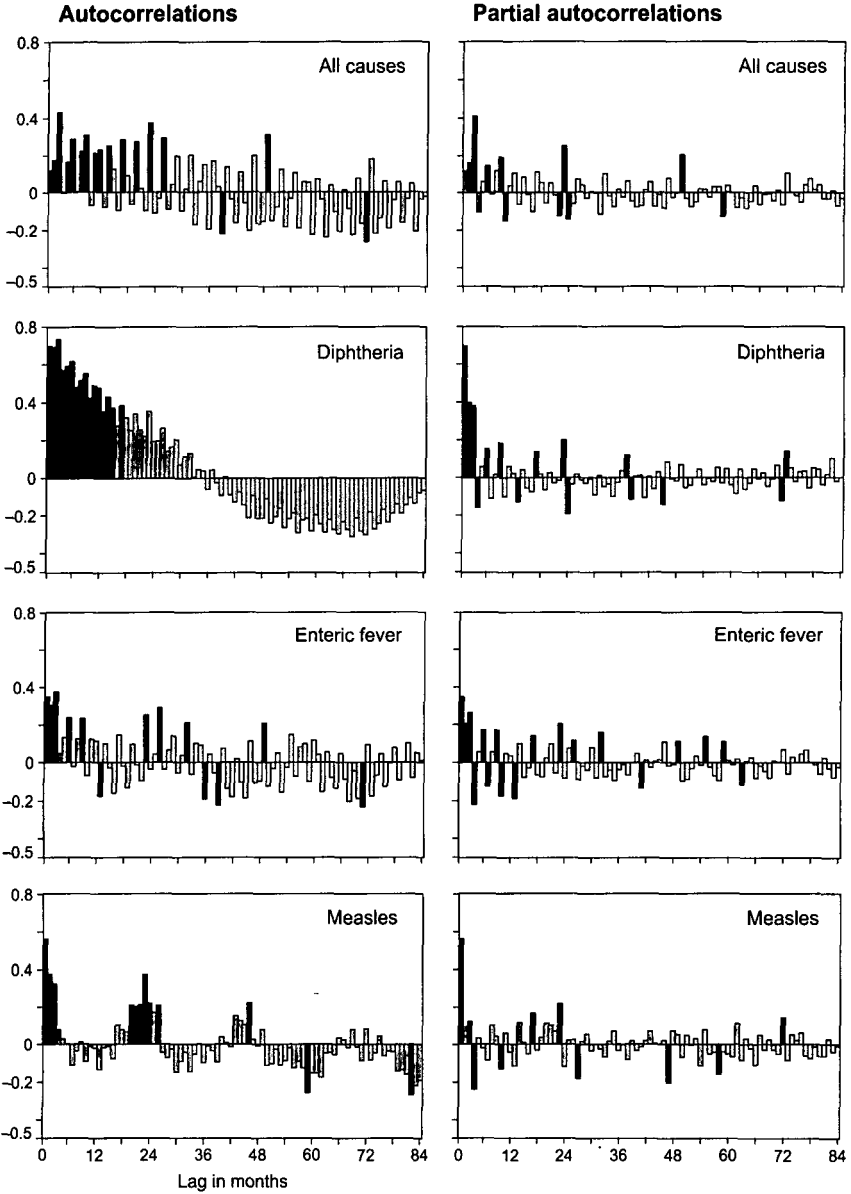 Autocorrelations
Partial autocorrelations
0.8
0.4
0
−0.2
−0.5
All causes
All causes
0.8
0.4
0
−0.2
−0.5
Diphtheria
Diphtheria
0.8
0.4
0
−0.2
−0.5
Enteric fever
Enteric fever
0.8
0.4
0
−0.2
−0.5
Measles
Measles
0 12 24 36 48 60 72 84
0 12 24 36 48 60 72 84
Lag in months